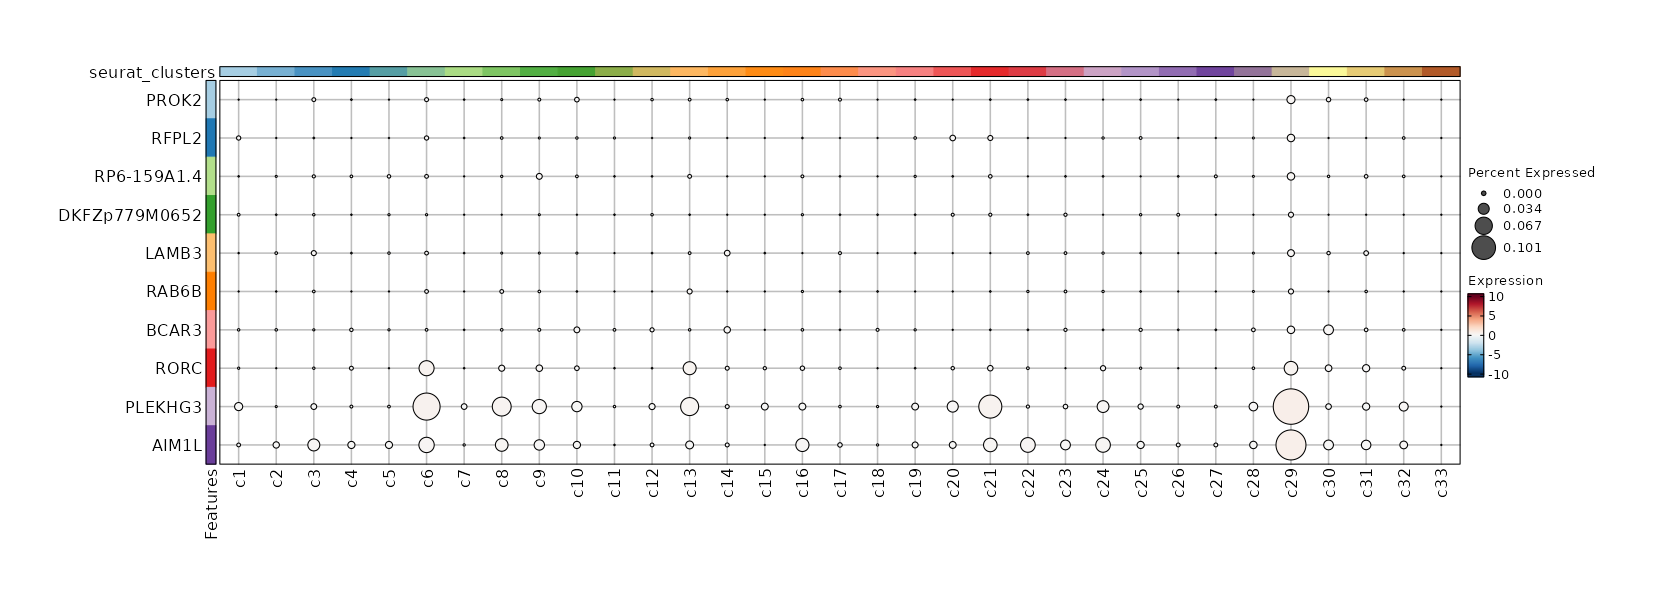 seurat_clusters
PROK2
RFPL2
RP6-159A1.4
DKFZp779M0652
LAMB3
RAB6B
BCAR3
RORC
PLEKHG3
AIM1L
Features
c1
c2
c3
c4
c5
c6
c7
c8
c9
c10
c11
c12
c13
c14
c15
c16
c17
c18
c19
c20
c21
c22
c23
c24
c25
c26
c27
c28
c29
c30
c31
c32
c33
Percent Expressed
0.000
0.034
0.067
0.101
Expression
10
5
0
-5
-10